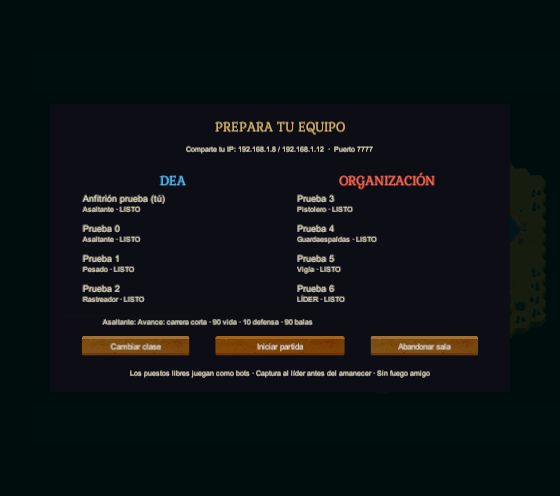 PREPARA TU EQUIPO
Comparte tu IP: 192.168.1.8 / 192.168.1.12 · Puerto 7777
DEA
Anfitrión prueba (tú)
Asaltante · LISTO
Prueba 0
Asaltante · LISTO
Prueba 1
Pesado · LISTO
Prueba 2
Rastreador · LISTO
ORGANIZACIÓN
Prueba 3
Pistolero · LISTO
Prueba 4
Guardaespaldas · LISTO
Prueba 5
Vigía · LISTO
Prueba 6
LÍDER · LISTO
Asaltante: Avance: carrera corta · 90 vida · 10 defensa · 90 balas
Cambiar clase
Iniciar partida
Abandonar sala
Los puestos libres juegan como bots · Captura al líder antes del amanecer · Sin fuego amigo